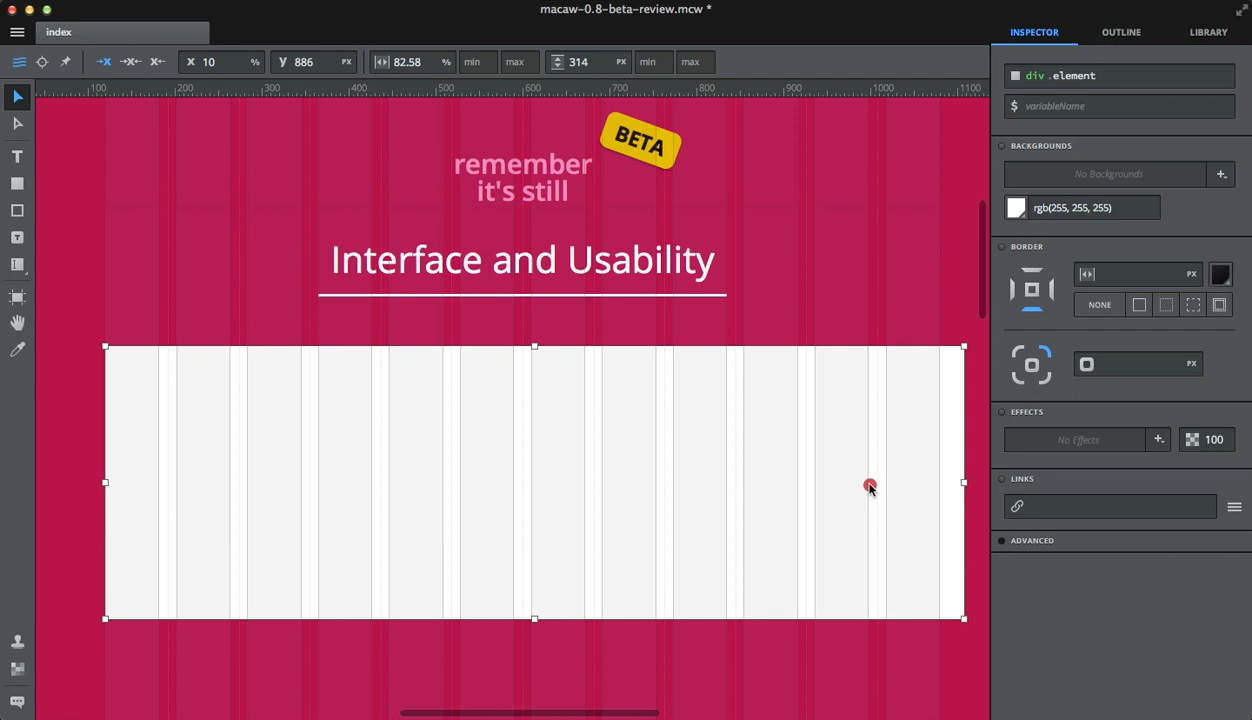 macaw-0.8-beta-review.mcw *
index
INSPECTOR OUTLINE LIBRARY
X 10 % y 886 PX 82.58 % min max 314 PX min max
div .element
$ variableName
100 200 300 400 500 600 700 800 900 1000 1100
BACKGROUNDS
No Backgrounds
rgb(255, 255, 255)
BORDER
PX
NONE
PX
EFFECTS
No Effects 100
LINKS
ADVANCED
BETA
remember
it's still
Interface and Usability
T
T